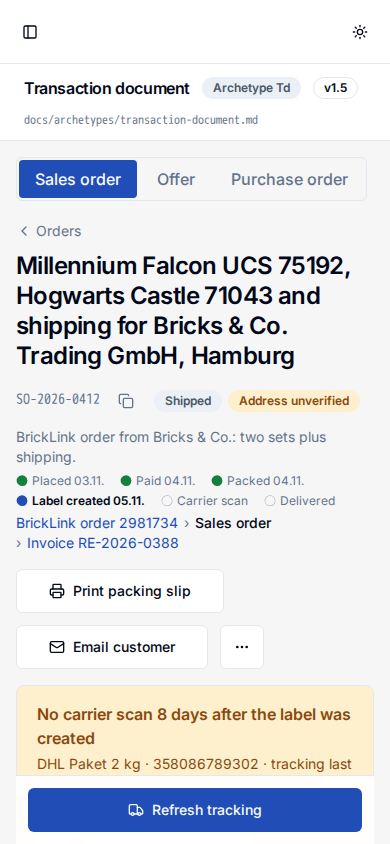 Transaction document
Archetype Td
v1.5
docs/archetypes/transaction-document.md
Sales order
Offer
Purchase order
Orders
Millennium Falcon UCS 75192,
Hogwarts Castle 71043 and
shipping for Bricks & Co.
Trading GmbH, Hamburg
SO-2026-0412
Shipped
Address unverified
BrickLink order from Bricks & Co.: two sets plus
shipping.
Placed 03.11.
Paid 04.11.
Packed 04.11.
Label created 05.11.
Carrier scan
Delivered
BrickLink order 2981734 › Sales order
› Invoice RE-2026-0388
Print packing slip
Email customer
···
No carrier scan 8 days after the label was
created
DHL Paket 2 kg · 358086789302 · tracking last
Refresh tracking